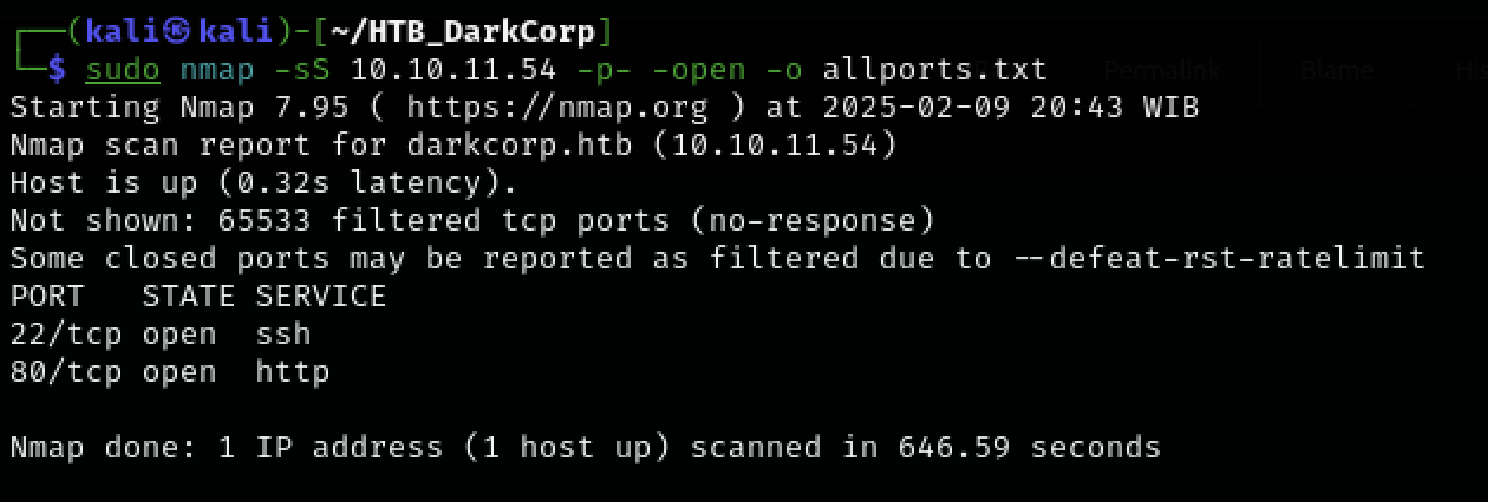 ┌──(kali㉿kali)-[~/HTB_DarkCorp]
└─$ sudo nmap -sS 10.10.11.54 -p- -open -o allports.txt
Permalink Blame His
Starting Nmap 7.95 ( https://nmap.org ) at 2025-02-09 20:43 WIB
Nmap scan report for darkcorp.htb (10.10.11.54)
Host is up (0.32s latency).
Not shown: 65533 filtered tcp ports (no-response)
Some closed ports may be reported as filtered due to --defeat-rst-ratelimit
PORT   STATE SERVICE
22/tcp open  ssh
80/tcp open  http
Nmap done: 1 IP address (1 host up) scanned in 646.59 seconds